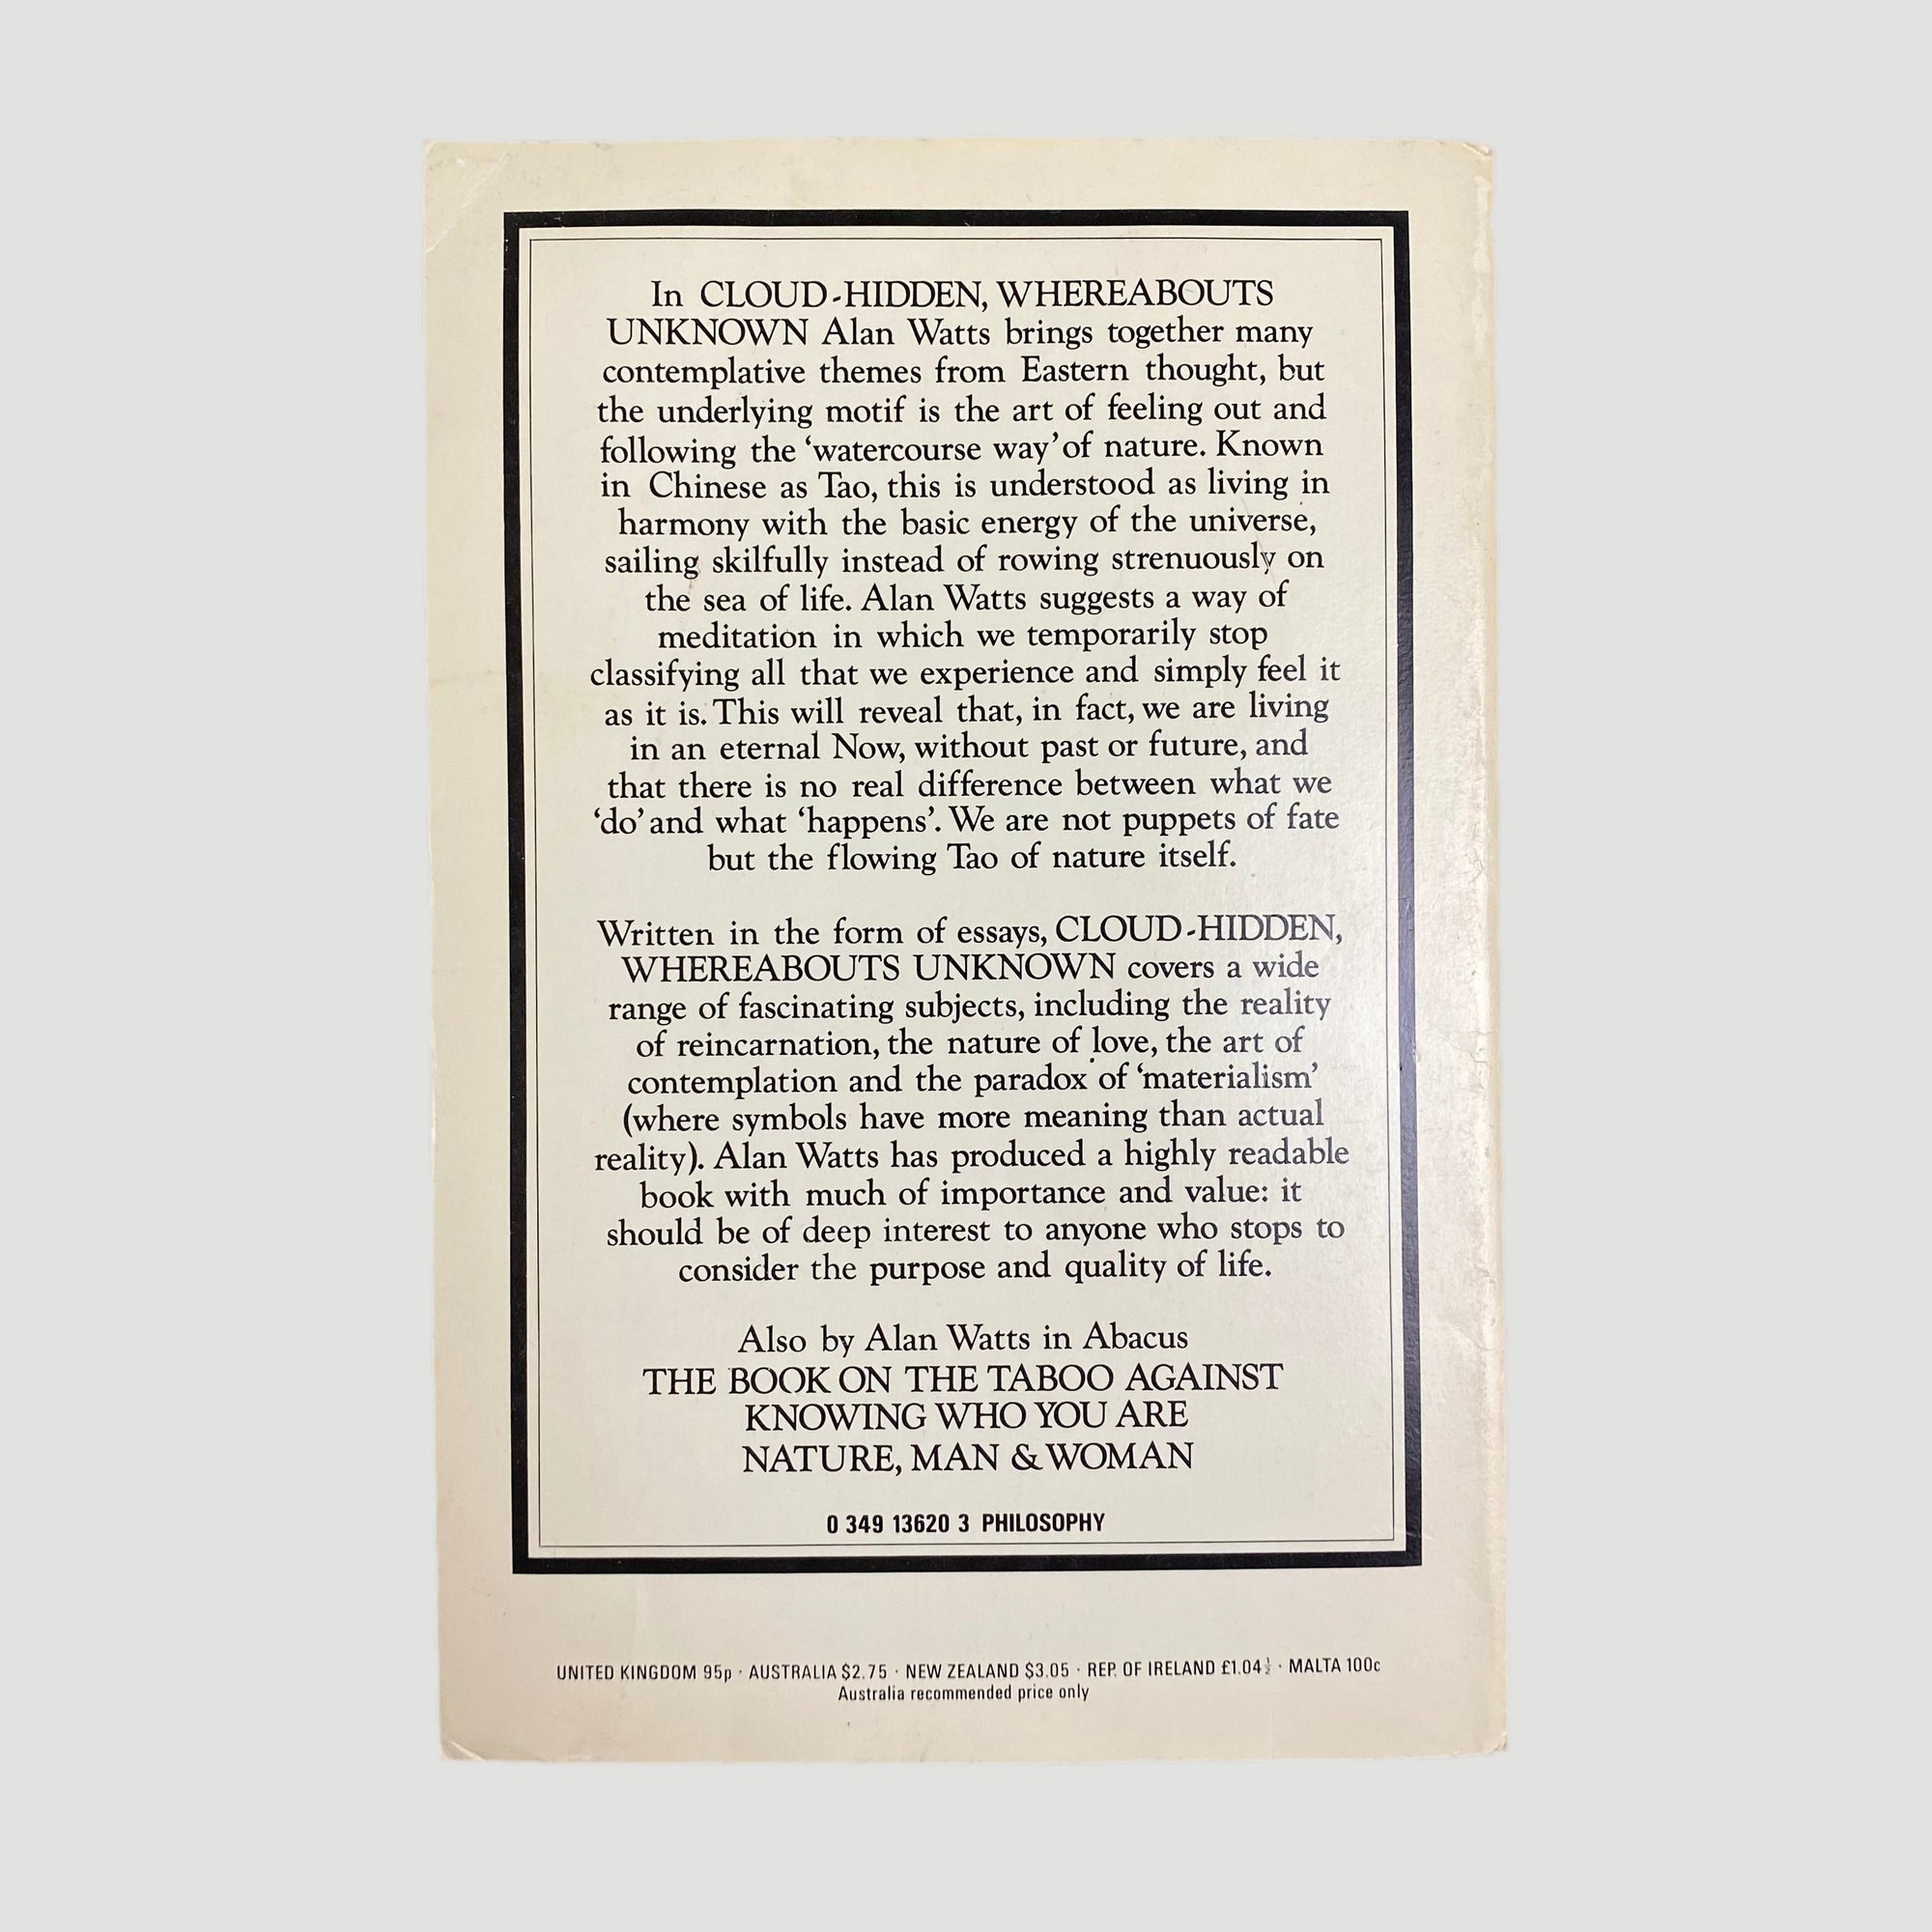 In CLOUD-HIDDEN, WHEREABOUTS
UNKNOWN Alan Watts brings together many
contemplative themes from Eastern thought, but
the underlying motif is the art of feeling out and
following the ‘watercourse way’ of nature. Known
in Chinese as Tao, this is understood as living in
harmony with the basic energy of the universe,
sailing skilfully instead of rowing strenuously on
the sea of life. Alan Watts suggests a way of
meditation in which we temporarily stop
classifying all that we experience and simply feel it
as it is. This will reveal that, in fact, we are living
in an eternal Now, without past or future, and
that there is no real difference between what we
‘do’ and what ‘happens’. We are not puppets of fate
but the flowing Tao of nature itself.
Written in the form of essays, CLOUD-HIDDEN,
WHEREABOUTS UNKNOWN covers a wide
range of fascinating subjects, including the reality
of reincarnation, the nature of love, the art of
contemplation and the paradox of ‘materialism’
(where symbols have more meaning than actual
reality). Alan Watts has produced a highly readable
book with much of importance and value: it
should be of deep interest to anyone who stops to
consider the purpose and quality of life.
Also by Alan Watts in Abacus
THE BOOK ON THE TABOO AGAINST
KNOWING WHO YOU ARE
NATURE, MAN & WOMAN
0 349 13620 3 PHILOSOPHY
UNITED KINGDOM 95p · AUSTRALIA $2.75 · NEW ZEALAND $3.05 · REP. OF IRELAND £1.04½ · MALTA 100c
Australia recommended price only